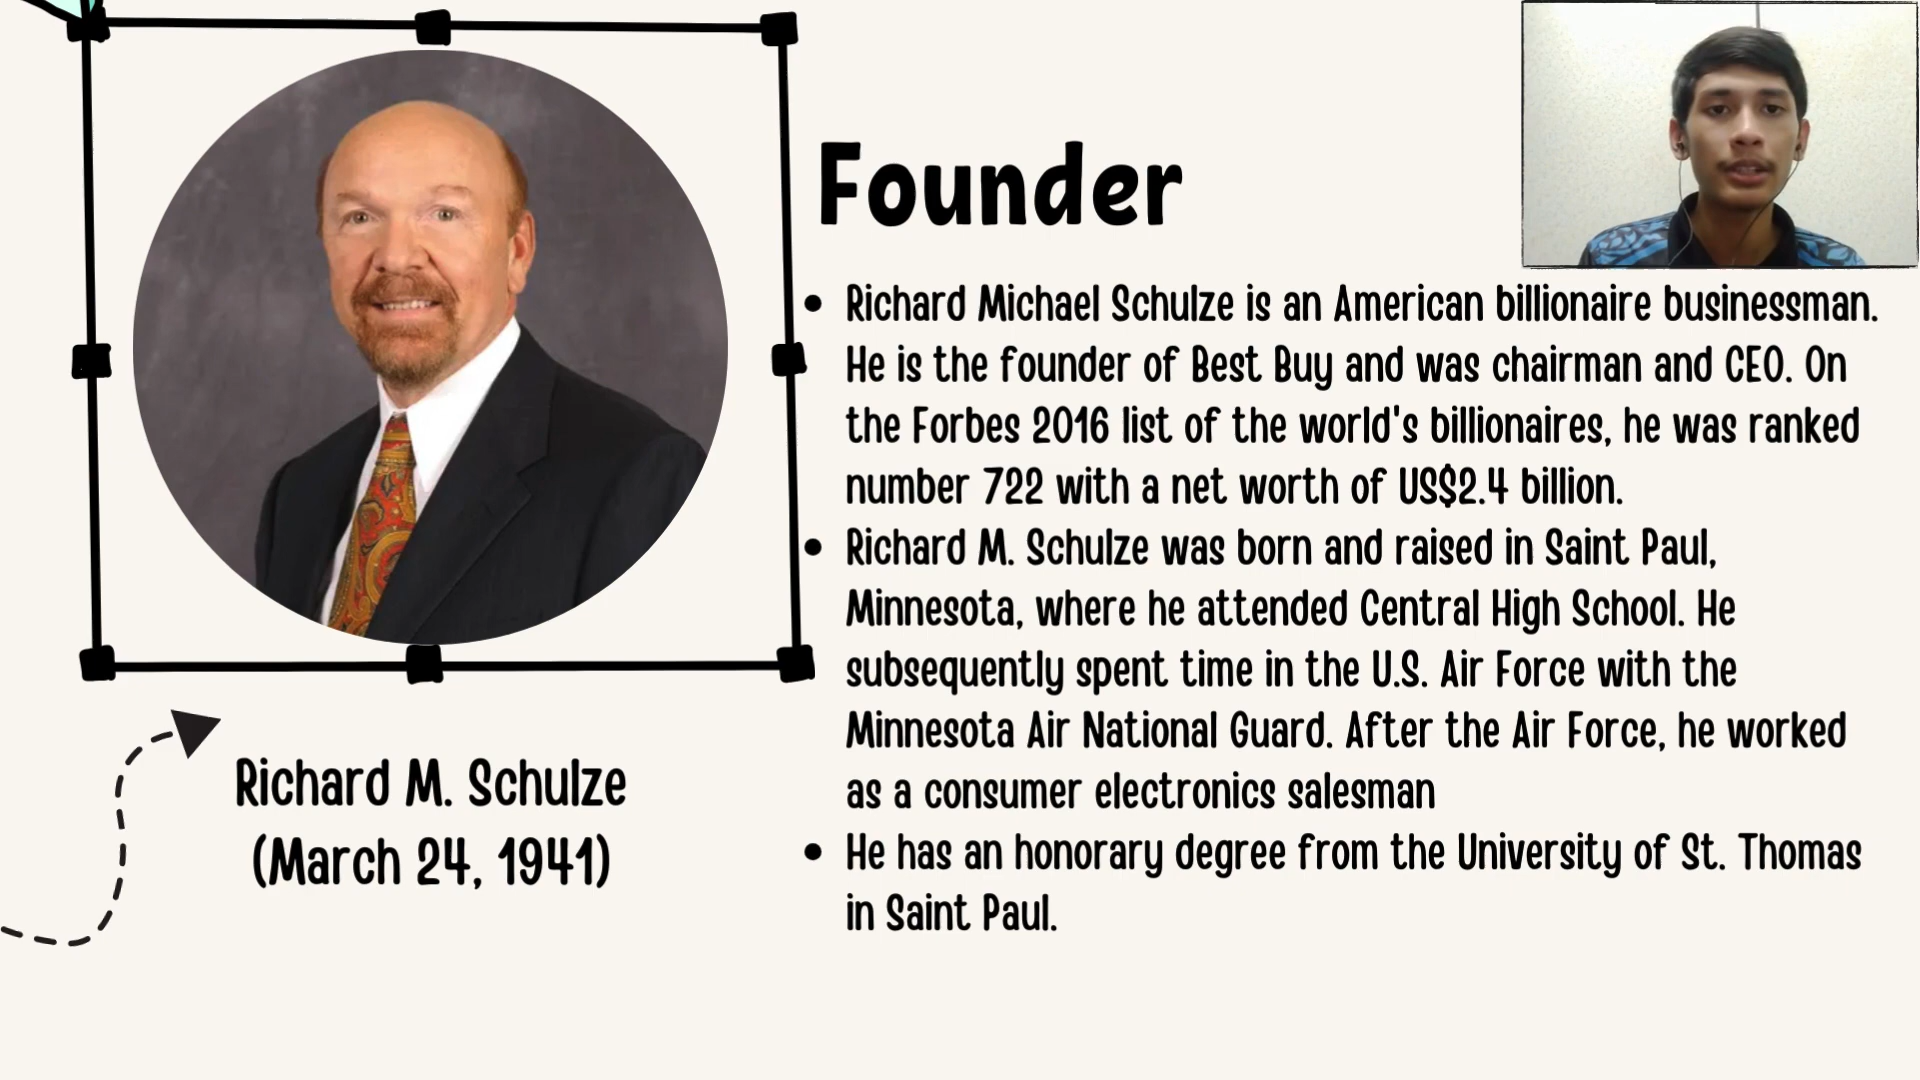 Founder
Richard Michael Schulze is an American billionaire businessman.
He is the founder of Best Buy and was chairman and CEO. On
the Forbes 2016 list of the world's billionaires, he was ranked
number 722 with a net worth of US$2.4 billion.
Richard M. Schulze was born and raised in Saint Paul,
Minnesota, where he attended Central High School. He
subsequently spent time in the U.S. Air Force with the
Minnesota Air National Guard. After the Air Force, he worked
as a consumer electronics salesman
He has an honorary degree from the University of St. Thomas
in Saint Paul.
Richard M. Schulze
(March 24, 1941)